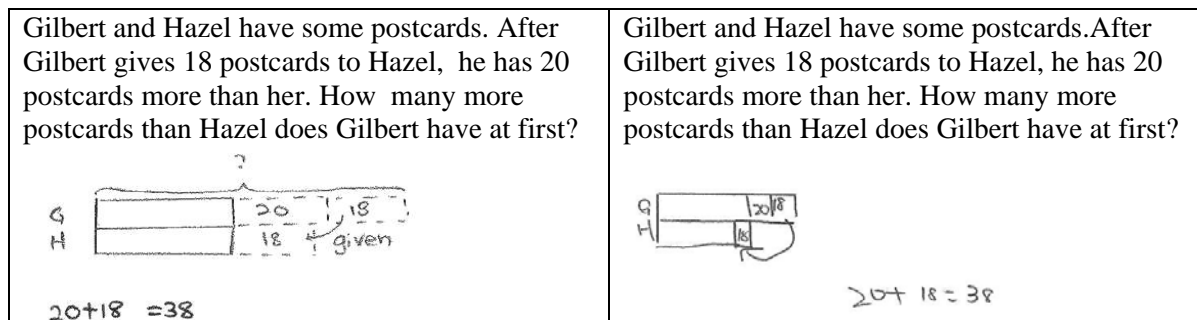 Gilbert and Hazel have some postcards. After
Gilbert gives 18 postcards to Hazel, he has 20
postcards more than her. How many more
postcards than Hazel does Gilbert have at first?
?
G
20
18
H
18
given
20+18 =38
Gilbert and Hazel have some postcards.After
Gilbert gives 18 postcards to Hazel, he has 20
postcards more than her. How many more
postcards than Hazel does Gilbert have at first?
G
20
18
H
18
20+ 18 = 38